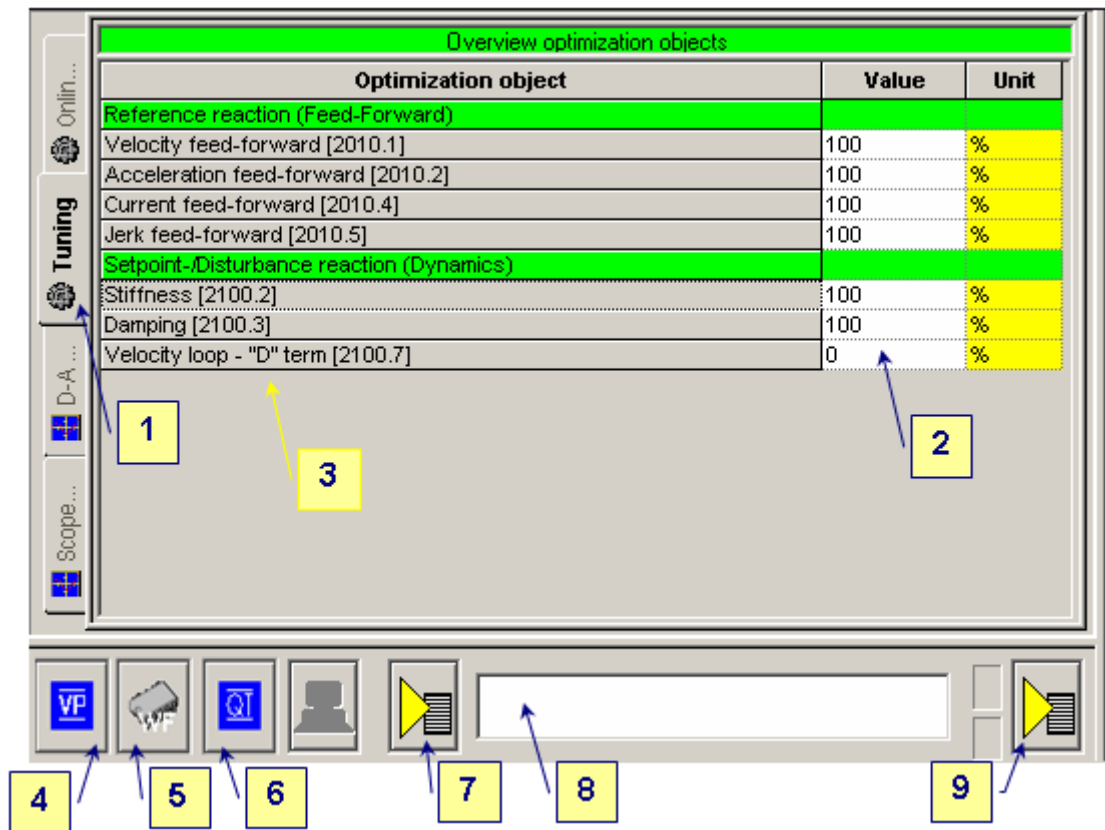 Overview optimization objects
Optimization object Value Unit
Reference reaction (Feed-Forward)
Velocity feed-forward [2010.1] 100 %
Acceleration feed-forward [2010.2] 100 %
Current feed-forward [2010.4] 100 %
Jerk feed-forward [2010.5] 100 %
Setpoint-/Disturbance reaction (Dynamics)
Stiffness [2100.2] 100 %
Damping [2100.3] 100 %
Velocity loop - "D" term [2100.7] 0 %
Onlin...
Tuning
D-A ...
Scope...
1
2
3
VP
WF
QT
4
5
6
7
8
9